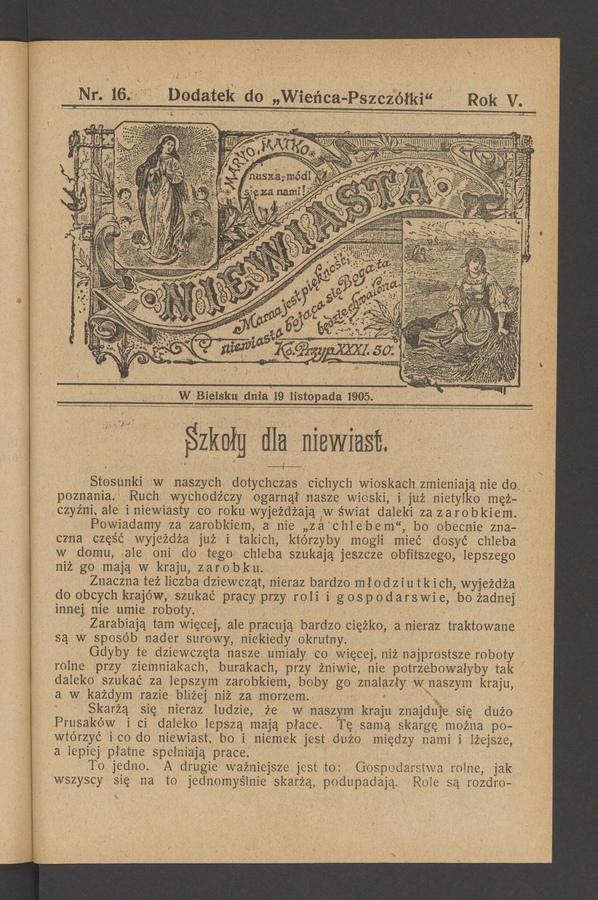 Nr. 16. Dodatek do „Wieńca-Pszczółki“ Rok V.
MARYO, MATKO
nasza, módl
się za nami!
NIEWIASTA
Marna jest piękność;
niewiasta bojąca się Boga ta
będzie chwalona.
Ks. Przyp. XXXI. 30.
W Bielsku dnia 19 listopada 1905.
Szkoły dla niewiast.
Stosunki w naszych dotychczas cichych wioskach zmieniają nie do
poznania. Ruch wychodźczy ogarnął nasze wioski, i już nietylko męż-
czyźni, ale i niewiasty co roku wyjeżdżają w świat daleki za zarobkiem.
Powiadamy za zarobkiem, a nie „za chlebem“, bo obecnie zna-
czna część wyjeżdża już i takich, którzyby mogli mieć dosyć chleba
w domu, ale oni do tego chleba szukają jeszcze obfitszego, lepszego
niż go mają w kraju, zarobku.
Znaczna też liczba dziewcząt, nieraz bardzo młodziutkich, wyjeżdża
do obcych krajów, szukać pracy przy roli i gospodarswie, bo żadnej
innej nie umie roboty.
Zarabiają tam więcej, ale pracują bardzo ciężko, a nieraz traktowane
są w sposób nader surowy, niekiedy okrutny.
Gdyby te dziewczęta nasze umiały co więcej, niż najprostsze roboty
rolne przy ziemniakach, burakach, przy żniwie, nie potrzebowałyby tak
daleko szukać za lepszym zarobkiem, boby go znalazły w naszym kraju,
a w każdym razie bliżej niż za morzem.
Skarżą się nieraz ludzie, że w naszym kraju znajduje się dużo
Prusaków i ci daleko lepszą mają płace. Tę samą skargę można po-
wtórzyć i co do niewiast, bo i niemek jest dużo między nami i lżejsze,
a lepiej płatne spełniają prace.
To jedno. A drugie ważniejsze jest to: Gospodarstwa rolne, jak
wszyscy się na to jednomyślnie skarżą, podupadają. Role są rozdro-